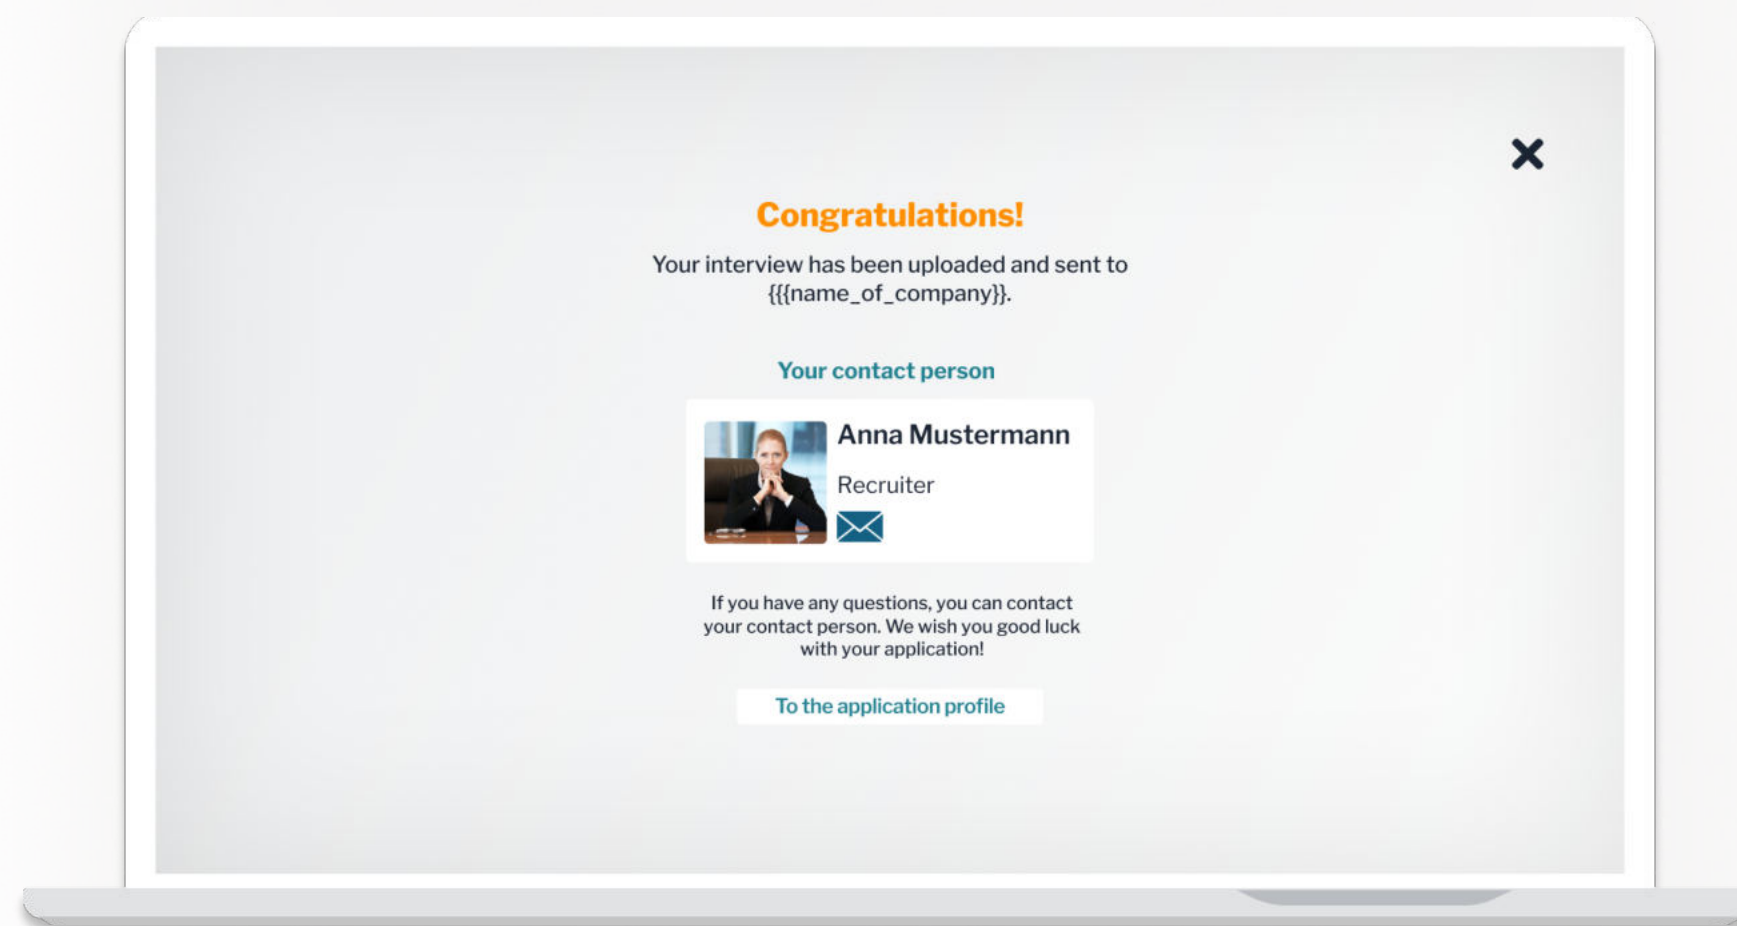 Congratulations!
Your interview has been uploaded and sent to
{{{name_of_company}}.
Your contact person
Anna Mustermann
Recruiter
If you have any questions, you can contact
your contact person. We wish you good luck
with your application!
To the application profile